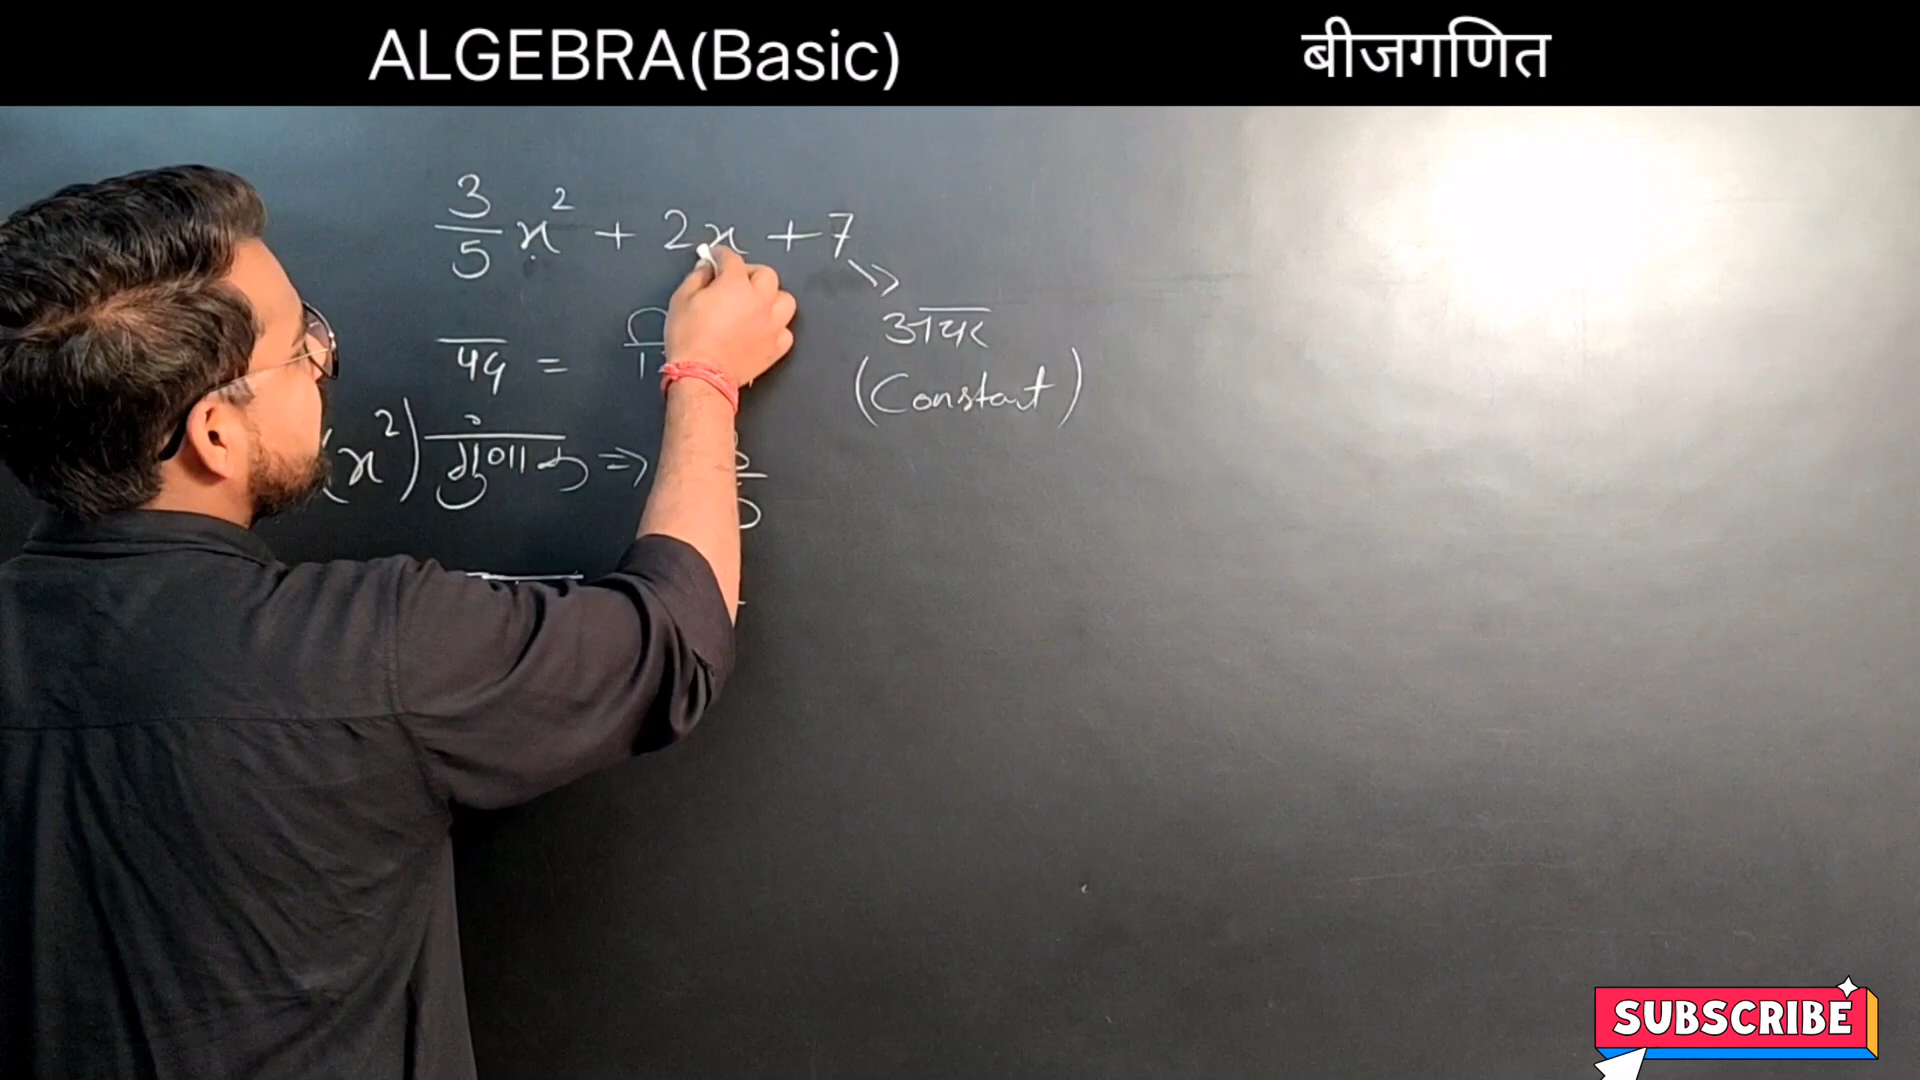 ALGEBRA(Basic) बीजगणित
3/5 x² + 2x + 7
अचर
पद =
(Constant)
(x²) गुणांक ⇒
SUBSCRIBE